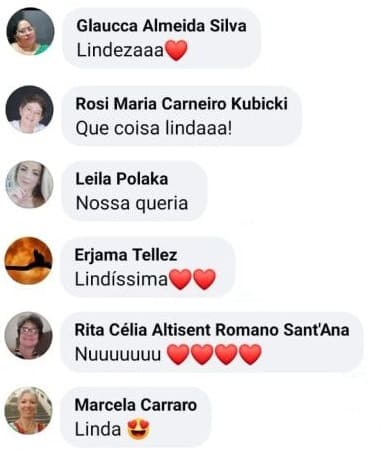 Glaucca Almeida Silva
Lindezaaa❤️
Rosi Maria Carneiro Kubicki
Que coisa lindaaa!
Leila Polaka
Nossa queria
Erjama Tellez
Lindíssima❤️❤️
Rita Célia Altisent Romano Sant'Ana
Nuuuuuuu ❤️❤️❤️❤️
Marcela Carraro
Linda 😍